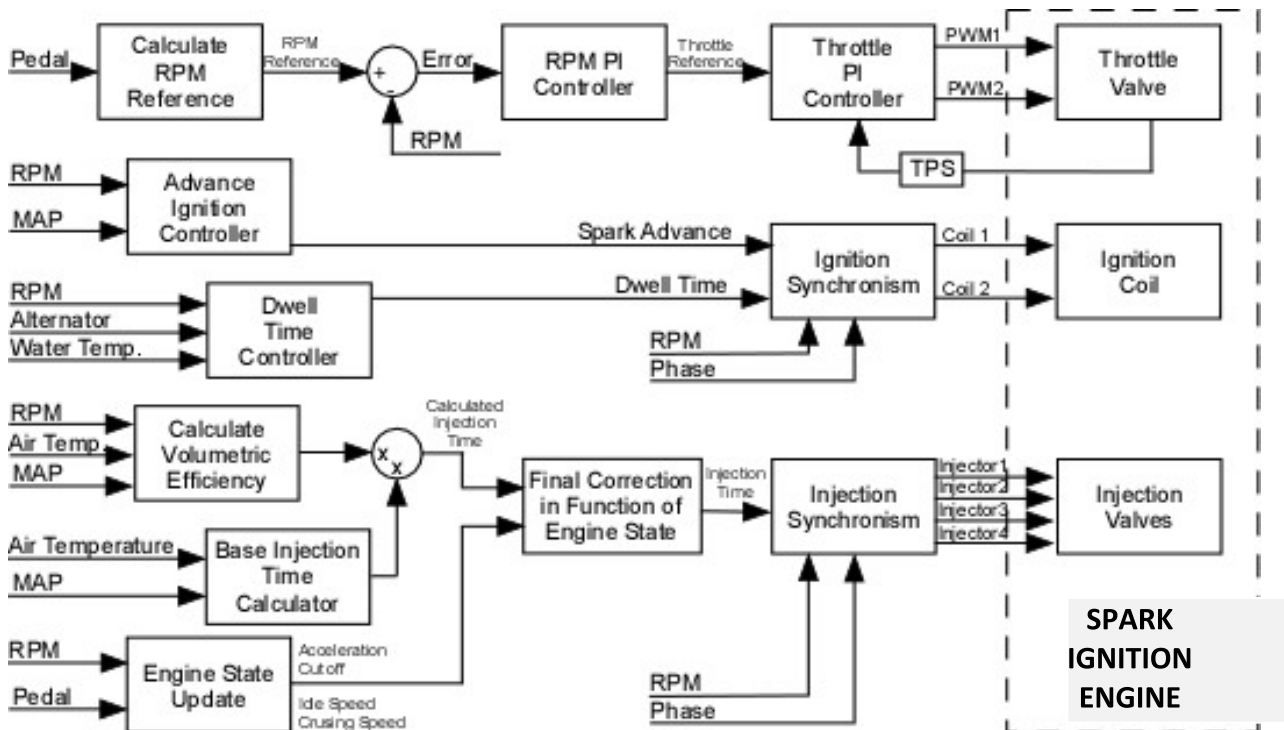 Pedal
Calculate
RPM
Reference
RPM
Reference
+
-
Error
RPM
RPM PI
Controller
Throttle
Reference
Throttle
PI
Controller
PWM1
PWM2
Throttle
Valve
TPS
RPM
MAP
Advance
Ignition
Controller
Spark Advance
RPM
Alternator
Water Temp.
Dwell
Time
Controller
Dwell Time
RPM
Phase
Ignition
Synchronism
Coil 1
Coil 2
Ignition
Coil
RPM
Air Temp
MAP
Calculate
Volumetric
Efficiency
x
x
Calculated
Injection
Time
Air Temperature
MAP
Base Injection
Time
Calculator
Final Correction
in Function of
Engine State
Injection
Time
Injection
Synchronism
Injector1
Injector2
Injector3
Injector4
Injection
Valves
RPM
Pedal
Engine State
Update
Acceleration
Cutoff
Idle Speed
Crusing Speed
RPM
Phase
SPARK
IGNITION
ENGINE